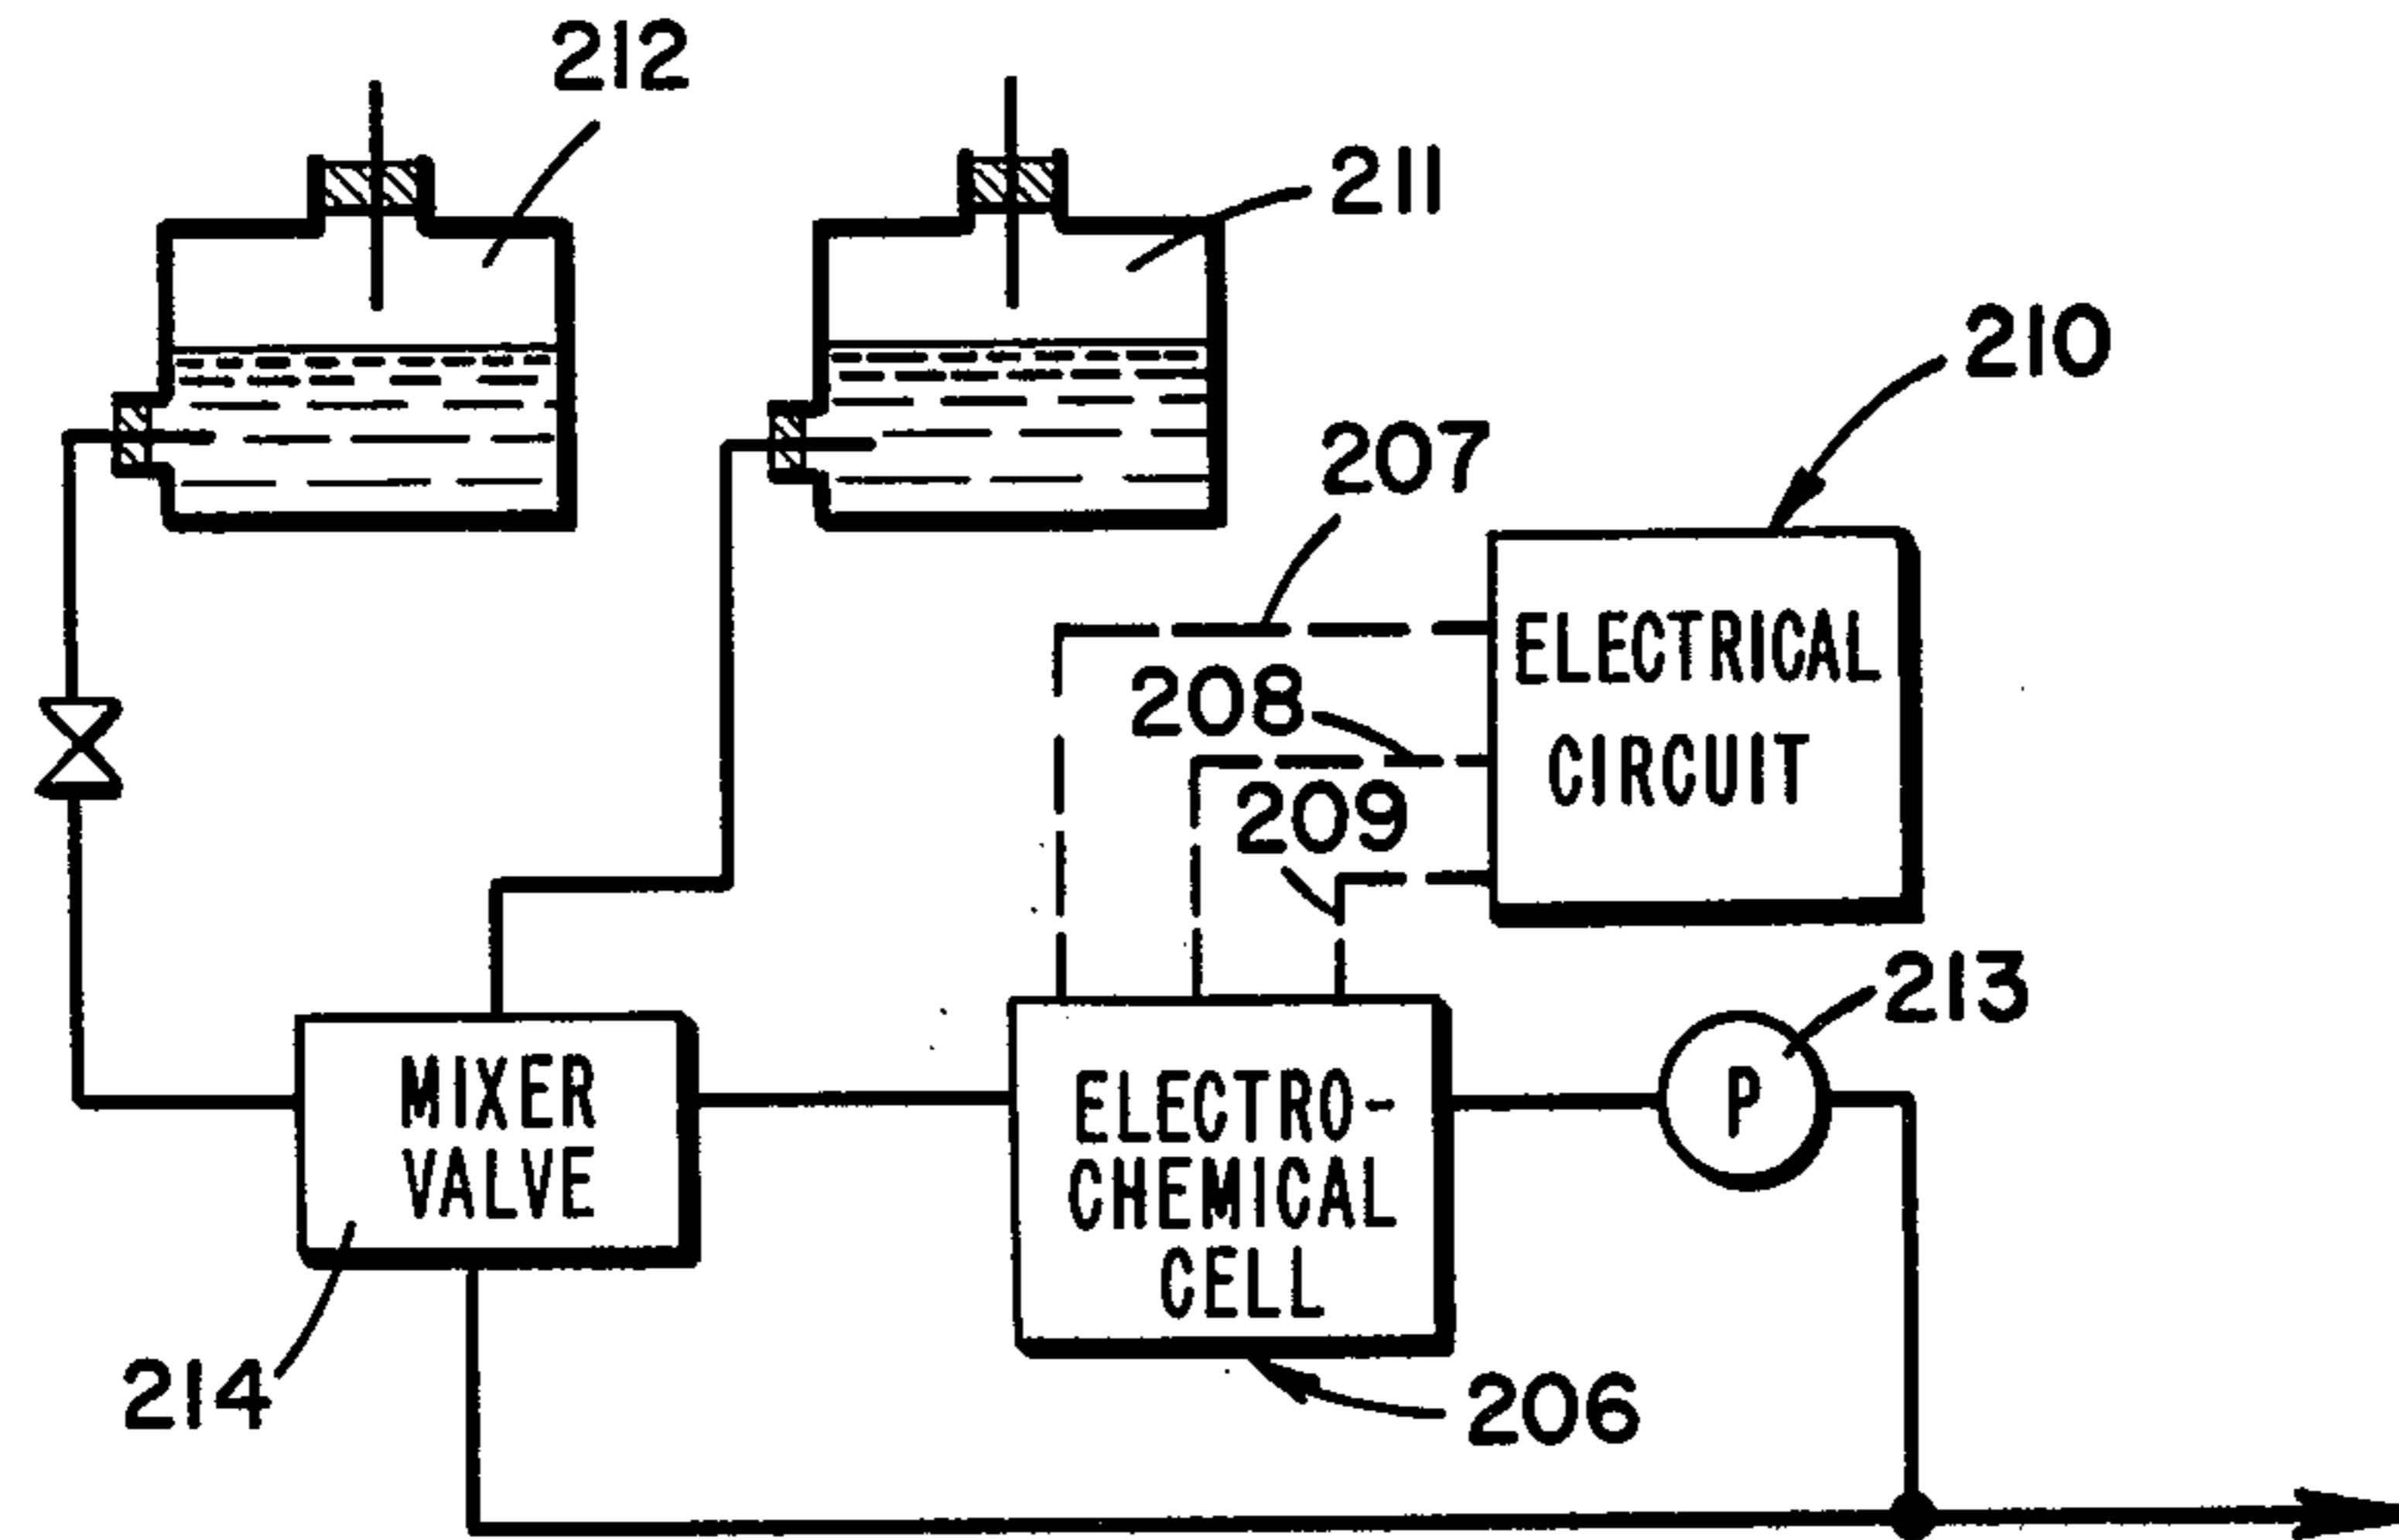 212
211
210
207
ELECTRICAL
208
CIRCUIT
209
213
MIXER
VALVE
ELECTRO-
CHEMICAL
CELL
P
214
206